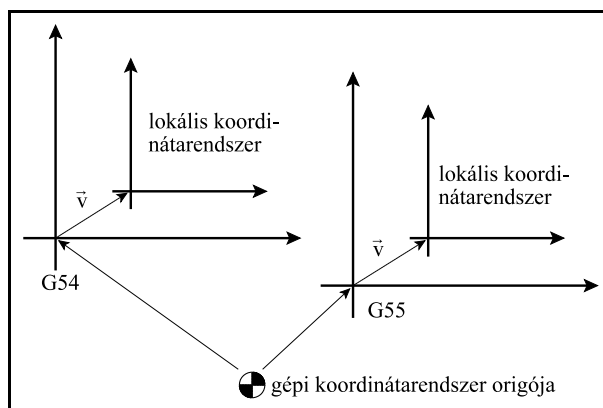 lokális koordi-
nátarendszer
v
G54
lokális koordi-
nátarendszer
v
G55
gépi koordinátarendszer origója